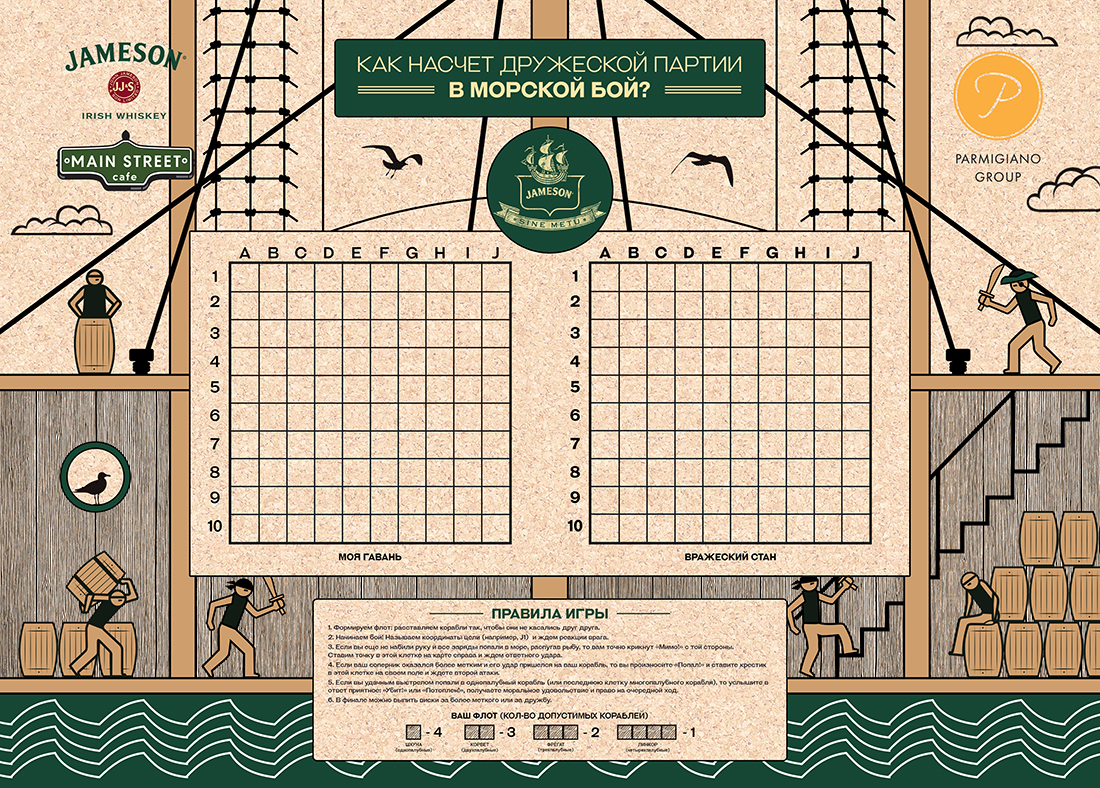 JAMESON®
JJ&S
IRISH WHISKEY
MAIN STREET
cafe
КАК НАСЧЕТ ДРУЖЕСКОЙ ПАРТИИ
В МОРСКОЙ БОЙ?
P
PARMIGIANO
GROUP
JAMESON
SINE METU
A B C D E F G H I J
1
2
3
4
5
6
7
8
9
10
МОЯ ГАВАНЬ
A B C D E F G H I J
1
2
3
4
5
6
7
8
9
10
ВРАЖЕСКИЙ СТАН
ПРАВИЛА ИГРЫ
1. Формируем флот: расставляем корабли так, чтобы они не касались друг друга.
2. Начинаем бой! Называем координаты цели (например, J1) и ждем реакции врага.
3. Если вы еще не набили руку и все заряды попали в море, распугав рыбу, то вам точно крикнут «Мимо!» с той стороны.
Ставим точку в этой клетке на карте справа и ждем ответного удара.
4. Если ваш соперник оказался более метким и его удар пришелся на ваш корабль, то вы произносите «Попал!» и ставите крестик
в этой клетке на своем поле и ждете второй атаки.
5. Если вы удачным выстрелом попали в однопалубный корабль (или последнюю клетку многопалубного корабля), то услышите в
ответ приятное: «Убит!» или «Потоплен!», получаете моральное удовольствие и право на очередной ход.
6. В финале можно выпить виски за более меткого или за дружбу.
ВАШ ФЛОТ (КОЛ-ВО ДОПУСТИМЫХ КОРАБЛЕЙ)
- 4 - 3 - 2 - 1
ШХУНА КОРВЕТ ФРЕГАТ ЛИНКОР
(однопалубные) (двухпалубные) (трехпалубные) (четырехпалубные)